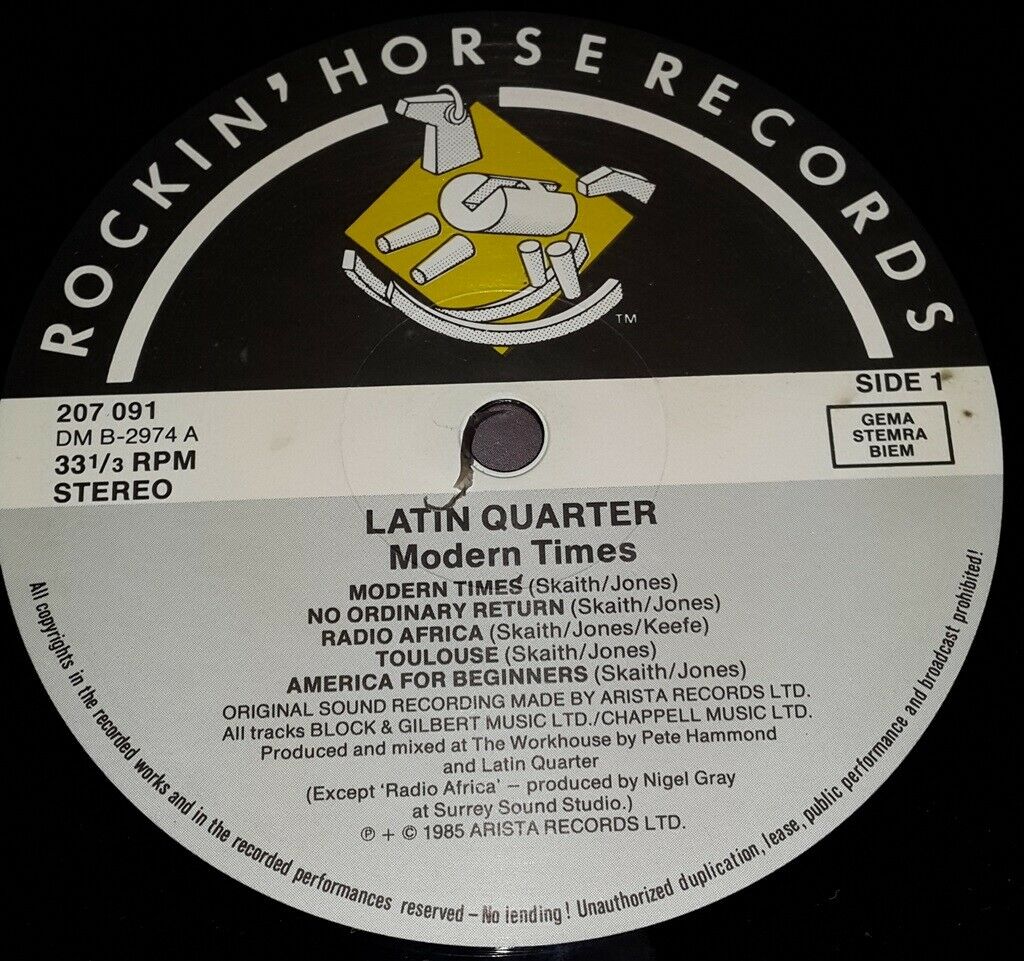 ROCKIN' HORSE RECORDS
TM
207 091
DM B-2974 A
33 1/3 RPM
STEREO
SIDE 1
GEMA
STEMRA
BIEM
LATIN QUARTER
Modern Times
MODERN TIMES (Skaith/Jones)
NO ORDINARY RETURN (Skaith/Jones)
RADIO AFRICA (Skaith/Jones/Keefe)
TOULOUSE (Skaith/Jones)
AMERICA FOR BEGINNERS (Skaith/Jones)
ORIGINAL SOUND RECORDING MADE BY ARISTA RECORDS LTD.
All tracks BLOCK & GILBERT MUSIC LTD./CHAPPELL MUSIC LTD.
Produced and mixed at The Workhouse by Pete Hammond
and Latin Quarter
(Except 'Radio Africa' – produced by Nigel Gray
at Surrey Sound Studio.)
℗ + © 1985 ARISTA RECORDS LTD.
All copyrights in the recorded works and in the recorded performances reserved – No lending! Unauthorized duplication, lease, public performance and broadcast prohibited!